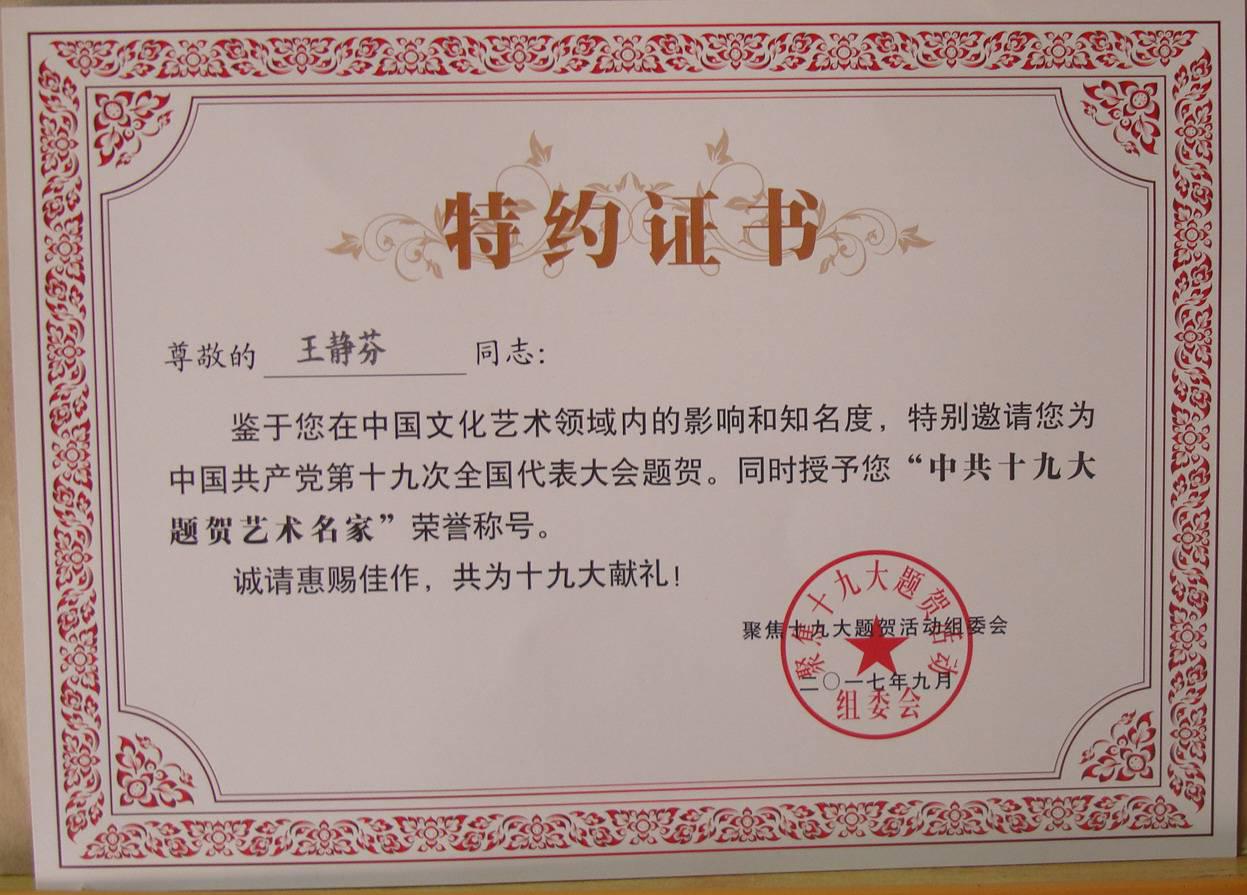 特约证书
尊敬的 王静芬 同志：
鉴于您在中国文化艺术领域内的影响和知名度，特别邀请您为
中国共产党第十九次全国代表大会题贺。同时授予您“中共十九大
题贺艺术名家”荣誉称号。
诚请惠赐佳作，共为十九大献礼！
聚焦十九大题贺活动组委会
二〇一七年九月
聚焦十九大题贺活动
组委会